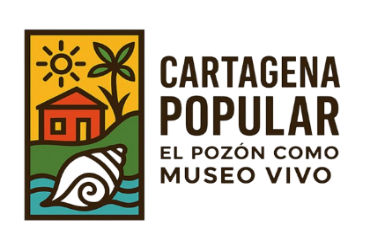 CARTAGENA
POPULAR
EL POZÓN COMO
MUSEO VIVO